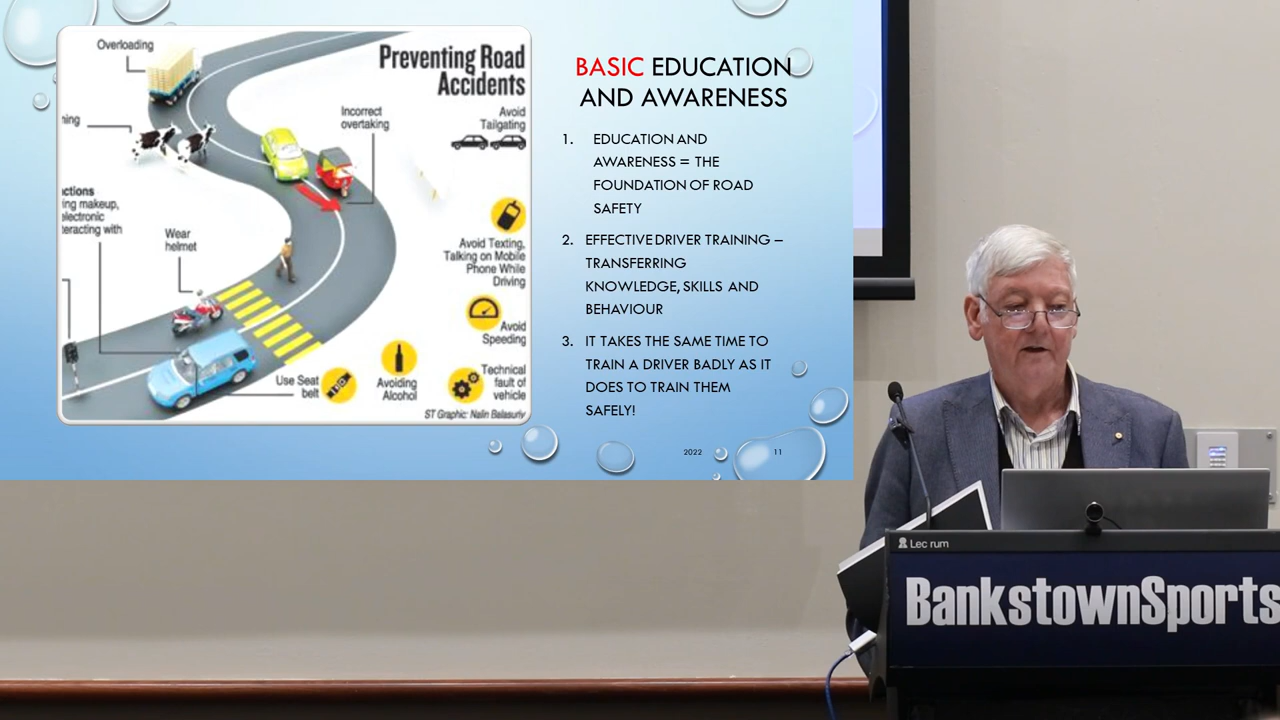 Overloading
Preventing Road
Accidents
Incorrect
overtaking
Avoid
Tailgating
ning
ctions
ing makeup,
electronic
teracting with
Wear
helmet
Avoid Texting,
Talking on Mobile
Phone While
Driving
Avoid
Speeding
Use Seat
belt
Avoiding
Alcohol
Technical
fault of
vehicle
ST Graphic: Nalin Balasuriy
BASIC EDUCATION
AND AWARENESS
1. EDUCATION AND
AWARENESS = THE
FOUNDATION OF ROAD
SAFETY
2. EFFECTIVE DRIVER TRAINING –
TRANSFERRING
KNOWLEDGE, SKILLS AND
BEHAVIOUR
3. IT TAKES THE SAME TIME TO
TRAIN A DRIVER BADLY AS IT
DOES TO TRAIN THEM
SAFELY!
2022
11
Lec rum
BankstownSports